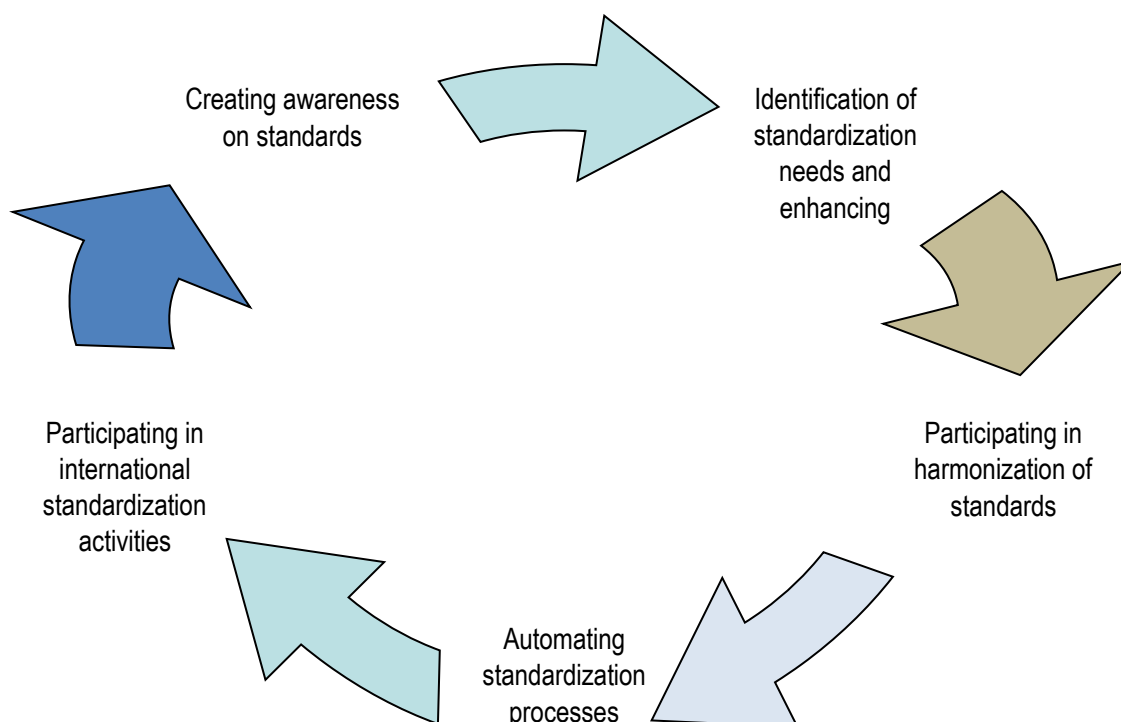 Creating awareness
on standards
Identification of
standardization
needs and
enhancing
Participating in
harmonization of
standards
Automating
standardization
processes
Participating in
international
standardization
activities